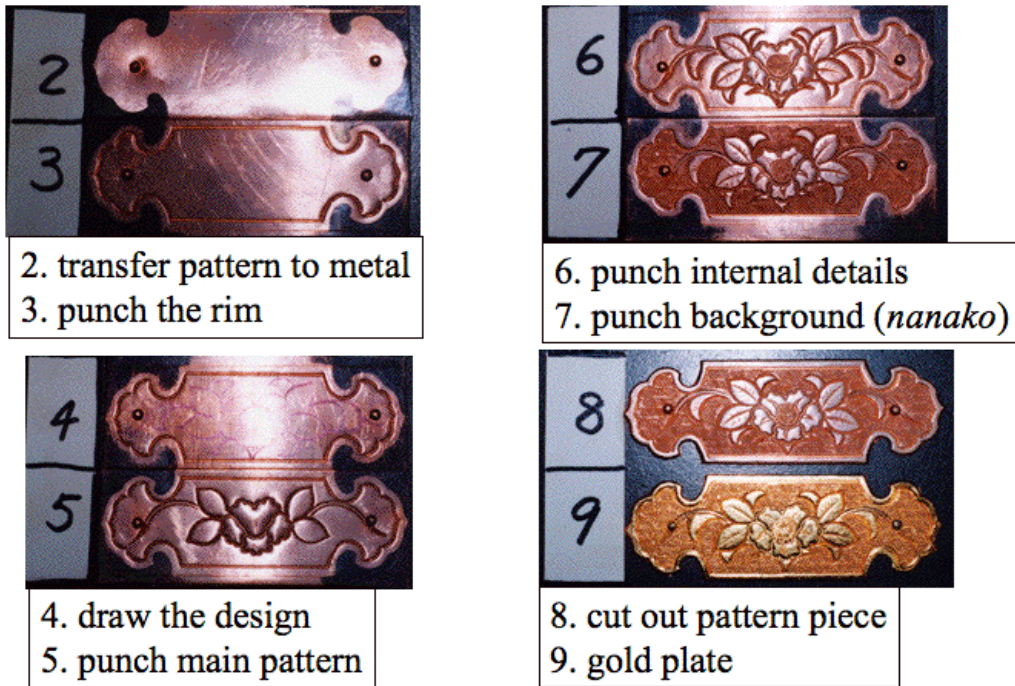 2
3
2. transfer pattern to metal
3. punch the rim
6
7
6. punch internal details
7. punch background (nanako)
4
5
4. draw the design
5. punch main pattern
8
9
8. cut out pattern piece
9. gold plate